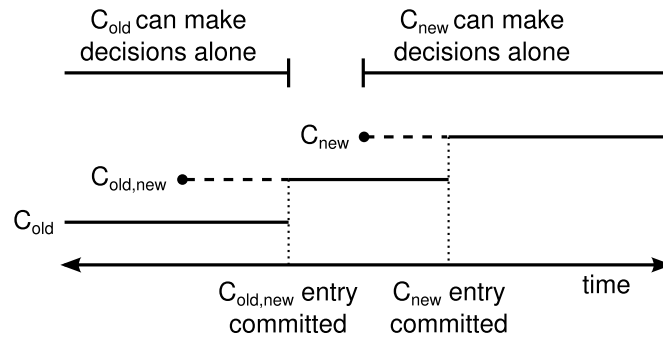 C_old can make
decisions alone
C_new can make
decisions alone
C_new
C_old,new
C_old
time
C_old,new entry
committed
C_new entry
committed